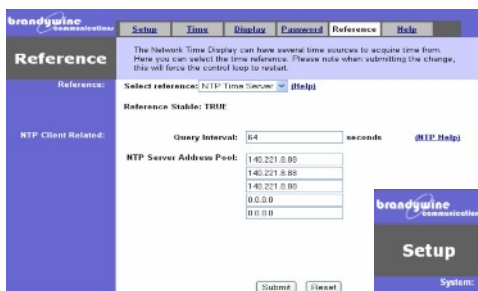 brandywine
communications
Setup Time Display Password Reference Help
Reference
The Network Time Display can have several time sources to acquire time from.
Here you can select the time reference. Please note when submitting the change,
this will force the control loop to restart.
Reference:
Select reference: NTP Time Server (Help)
Reference Stable: TRUE
NTP Client Related:
Query Interval: 64 seconds (NTP Help)
NTP Server Address Pool: 140.221.8.88
140.221.8.88
140.221.8.88
0.0.0.0
0.0.0.0
Submit Reset
brandywine
communication
Setup
System: